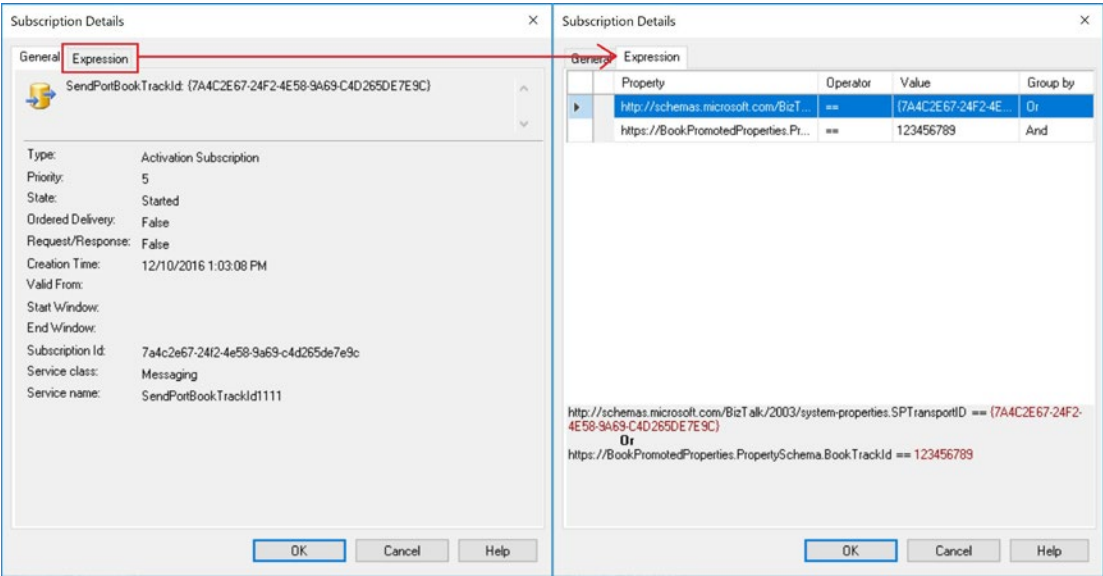 Subscription Details
General Expression
SendPortBookTrackId: {7A4C2E67-24F2-4E58-9A69-C4D265DE7E9C}
Type: Activation Subscription
Priority: 5
State: Started
Ordered Delivery: False
Request/Response: False
Creation Time: 12/10/2016 1:03:08 PM
Valid From:
Start Window:
End Window:
Subscription Id: 7a4c2e67-24f2-4e58-9a69-c4d265de7e9c
Service class: Messaging
Service name: SendPortBookTrackId1111
OK Cancel Help
Subscription Details
General Expression
Property Operator Value Group by
http://schemas.microsoft.com/BizT... == {7A4C2E67-24F2-4E... Or
https://BookPromotedProperties.Pr... == 123456789 And
http://schemas.microsoft.com/BizTalk/2003/system-properties.SPTransportID == {7A4C2E67-24F2-
4E58-9A69-C4D265DE7E9C}
Or
https://BookPromotedProperties.PropertySchema.BookTrackId == 123456789
OK Cancel Help